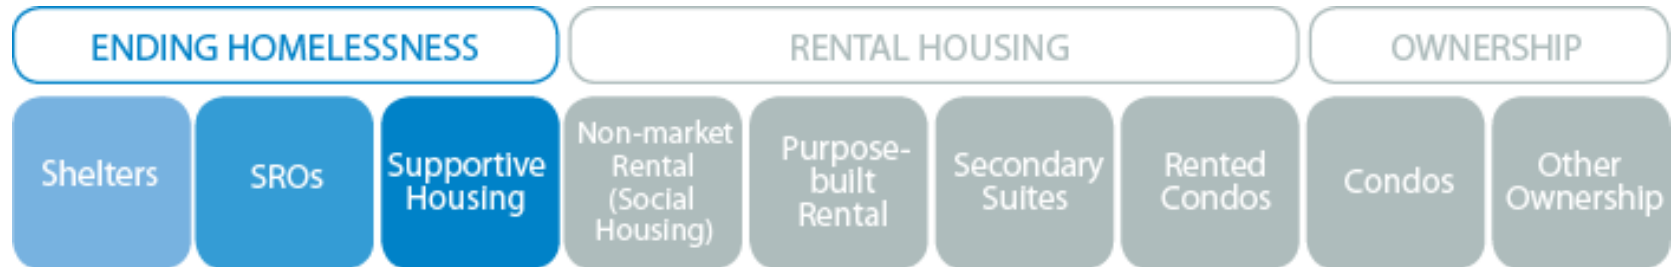 ENDING HOMELESSNESS
RENTAL HOUSING
OWNERSHIP
Shelters
SROs
Supportive
Housing
Non-market
Rental
(Social
Housing)
Purpose-
built
Rental
Secondary
Suites
Rented
Condos
Condos
Other
Ownership